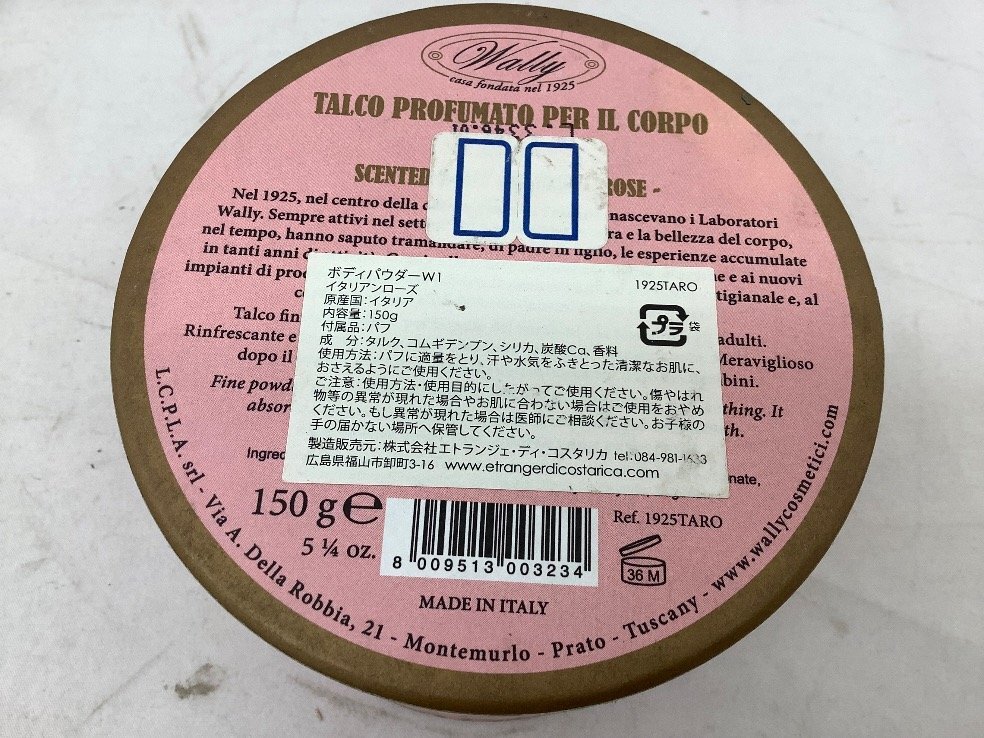 Wally
casa fondata nel 1925
TALCO PROFUMATO PER IL CORPO
SCENTED ROSE -
Nel 1925, nel centro della nascevano i Laboratori
Wally. Sempre attivi nel e la bellezza del corpo,
nel tempo, hanno saputo di padre in figlio, le esperienze accumulate
in tanti anni e ai nuovi
impianti di e, al
Talco adulti.
Rinfrescante e Meraviglioso
dopo il
Fine
It
ボディパウダーW1
イタリアンローズ
1925TARO
原産国:イタリア
内容量:150g
付属品:パフ
プラ 袋
成 分:タルク、コムギデンプン、シリカ、炭酸Ca、香料
使用方法:パフに適量をとり、汗や水気をふきとった清潔なお肌に、
おさえるようにご使用ください。
ご注意:使用方法・使用目的にしたがってご使用ください。傷やはれ
物等の異常が現れた場合やお肌に合わない場合はご使用をおやめ
ください。もし異常が現れた場合は医師にご相談ください。お子様の
手の届かない場所へ保管してください。
製造販売元:株式会社エトランジェ・ディ・コスタリカ tel:084-981-
広島県福山市卸町3-16 www.etrangerdicostarica.com
150 g e
5 ¼ oz.
8 009513 003234
Ref. 1925TARO
36 M
MADE IN ITALY
L.C.P.L.A. srl - Via A. Della Robbia, 21 - Montemurlo - Prato - Tuscany - www.wallycosmetici.com